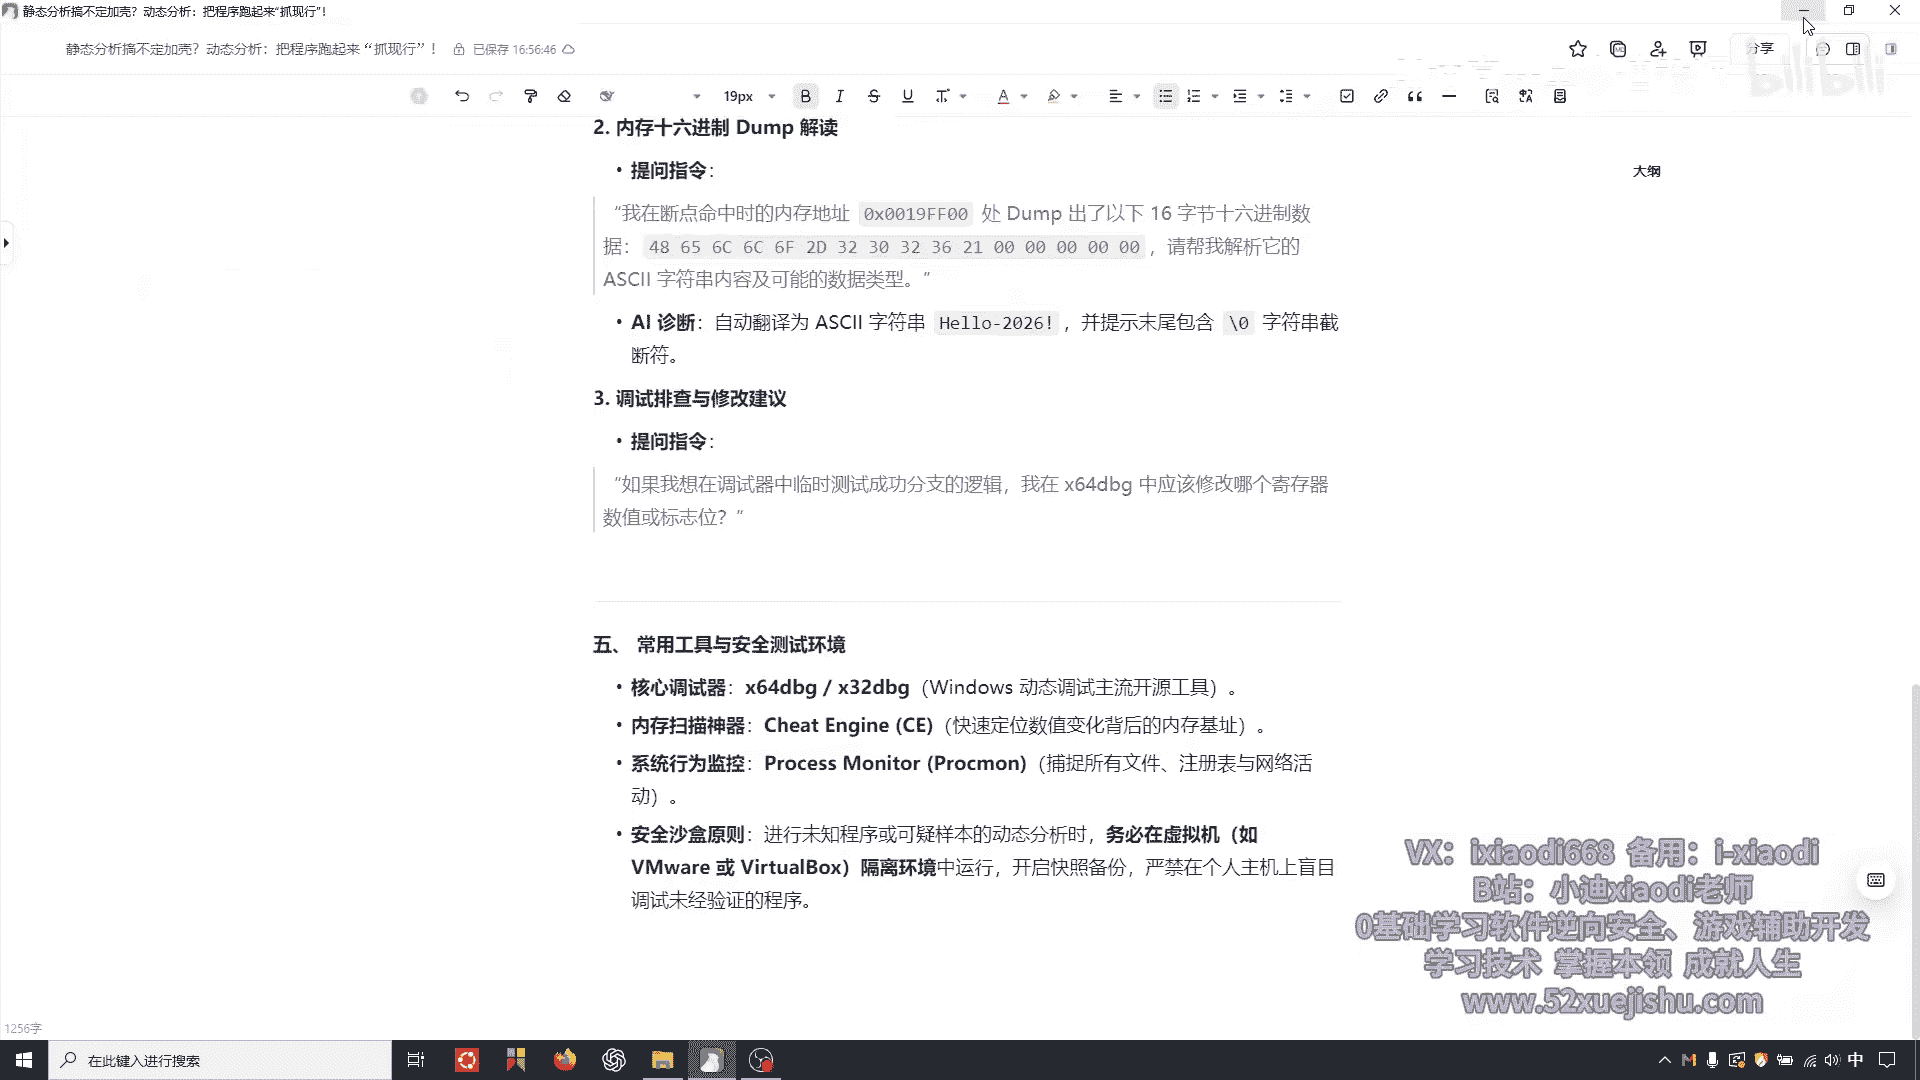 静态分析搞不定加壳？动态分析：把程序跑起来“抓现行”！
静态分析搞不定加壳？动态分析：把程序跑起来“抓现行”！ 已保存 16:56:46
分享
bilibili
19px
2. 内存十六进制 Dump 解读
大纲
• 提问指令：
“我在断点命中时的内存地址 0x0019FF00 处 Dump 出了以下 16 字节十六进制数
据： 48 65 6C 6C 6F 2D 32 30 32 36 21 00 00 00 00 00 ，请帮我解析它的
ASCII 字符串内容及可能的数据类型。”
• AI 诊断：自动翻译为 ASCII 字符串 Hello-2026! ，并提示末尾包含 \0 字符串截
断符。
3. 调试排查与修改建议
• 提问指令：
“如果我想在调试器中临时测试成功分支的逻辑，我在 x64dbg 中应该修改哪个寄存器
数值或标志位？”
五、 常用工具与安全测试环境
• 核心调试器：x64dbg / x32dbg（Windows 动态调试主流开源工具）。
• 内存扫描神器：Cheat Engine (CE)（快速定位数值变化背后的内存基址）。
• 系统行为监控：Process Monitor (Procmon)（捕捉所有文件、注册表与网络活
动）。
• 安全沙盒原则：进行未知程序或可疑样本的动态分析时，务必在虚拟机（如
VMware 或 VirtualBox）隔离环境中运行，开启快照备份，严禁在个人主机上盲目
调试未经验证的程序。
VX：ixiaodi668 备用：i-xiaodi
B站：小迪xiaodi老师
0基础学习软件逆向安全、游戏辅助开发
学习技术 掌握本领 成就人生
www.52xuejishu.com
1256字
在此键入进行搜索
中